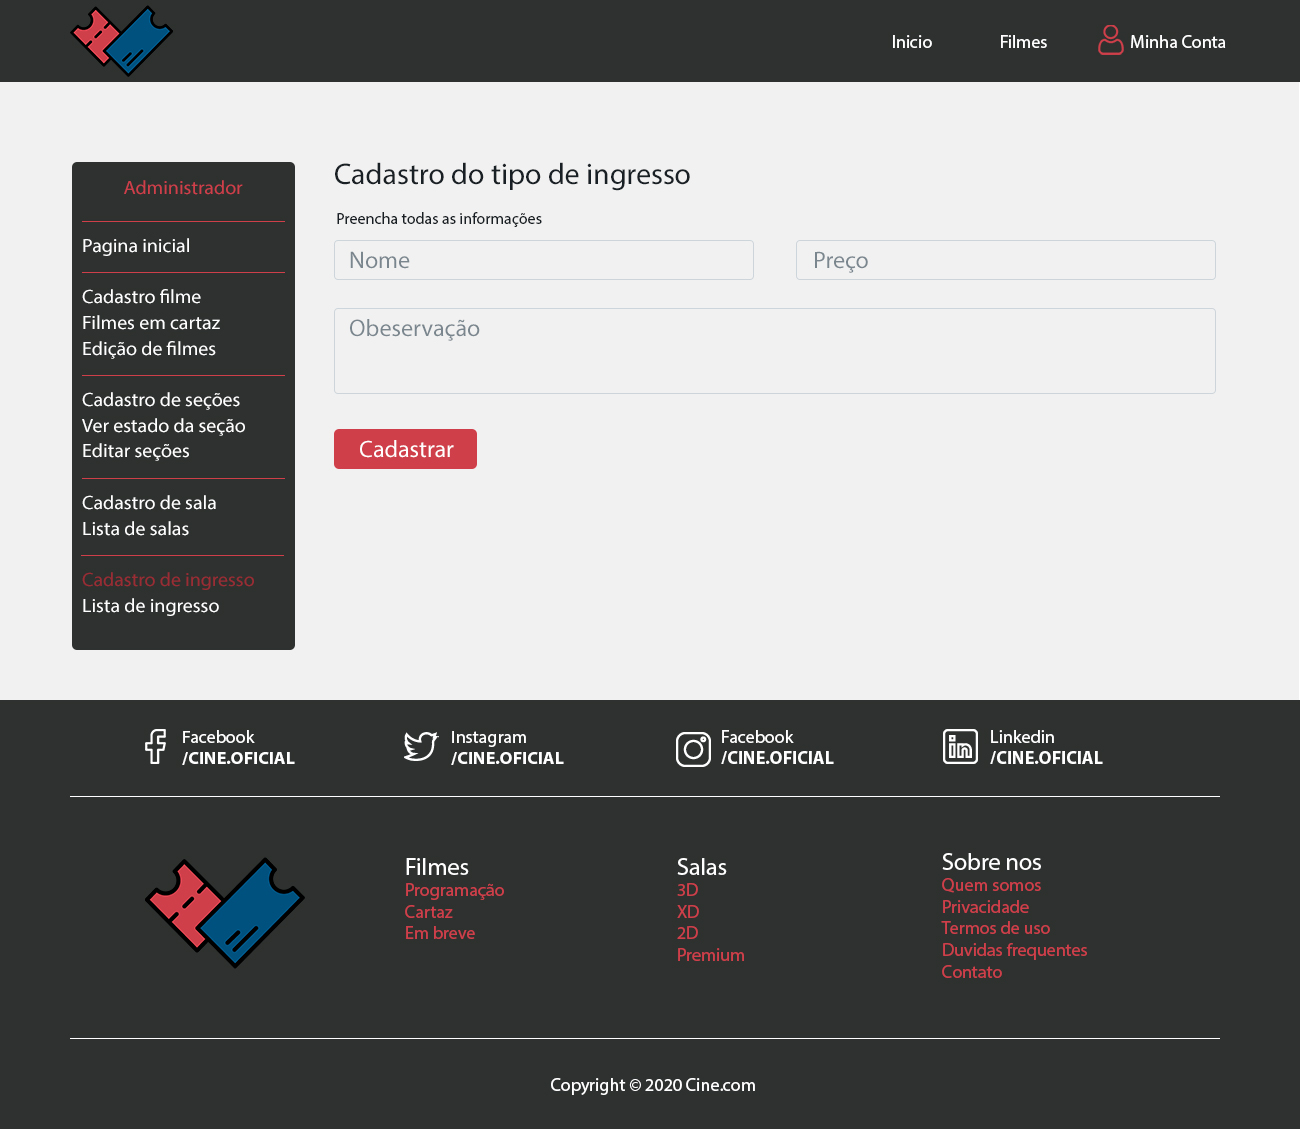 Inicio
Filmes
Minha Conta
Administrador
Pagina inicial
Cadastro filme
Filmes em cartaz
Edição de filmes
Cadastro de seções
Ver estado da seção
Editar seções
Cadastro de sala
Lista de salas
Cadastro de ingresso
Lista de ingresso
Cadastro do tipo de ingresso
Preencha todas as informações
Nome
Preço
Obeservação
Cadastrar
Facebook
/CINE.OFICIAL
Instagram
/CINE.OFICIAL
Facebook
/CINE.OFICIAL
Linkedin
/CINE.OFICIAL
Filmes
Programação
Cartaz
Em breve
Salas
3D
XD
2D
Premium
Sobre nos
Quem somos
Privacidade
Termos de uso
Duvidas frequentes
Contato
Copyright © 2020 Cine.com